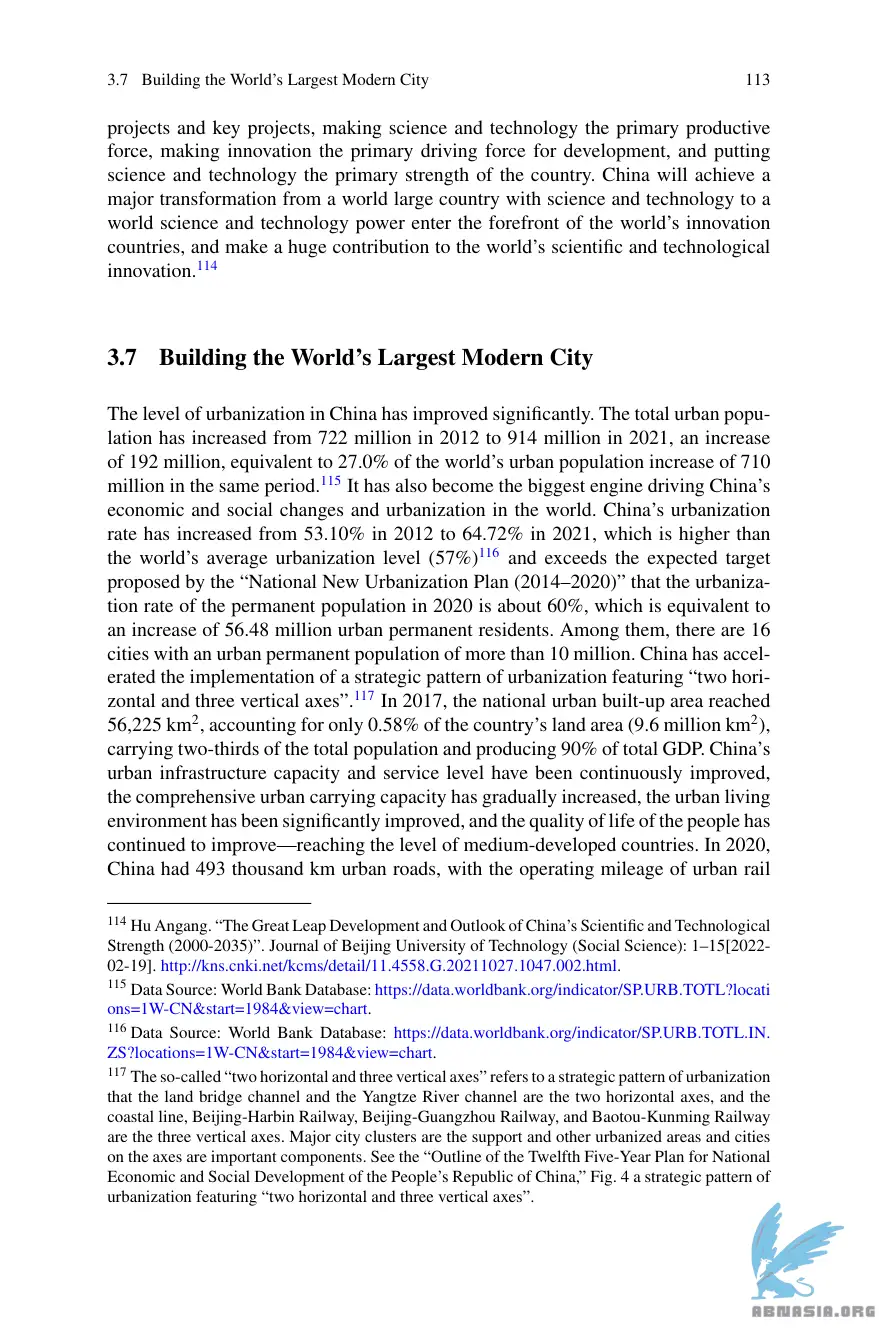 3.7 Building the World’s Largest Modern City 113
projects and key projects, making science and technology the primary productive
force, making innovation the primary driving force for development, and putting
science and technology the primary strength of the country. China will achieve a
major transformation from a world large country with science and technology to a
world science and technology power enter the forefront of the world’s innovation
countries, and make a huge contribution to the world’s scientific and technological
innovation.114
3.7 Building the World’s Largest Modern City
The level of urbanization in China has improved significantly. The total urban popu-
lation has increased from 722 million in 2012 to 914 million in 2021, an increase
of 192 million, equivalent to 27.0% of the world’s urban population increase of 710
million in the same period.115 It has also become the biggest engine driving China’s
economic and social changes and urbanization in the world. China’s urbanization
rate has increased from 53.10% in 2012 to 64.72% in 2021, which is higher than
the world’s average urbanization level (57%)116 and exceeds the expected target
proposed by the “National New Urbanization Plan (2014–2020)” that the urbaniza-
tion rate of the permanent population in 2020 is about 60%, which is equivalent to
an increase of 56.48 million urban permanent residents. Among them, there are 16
cities with an urban permanent population of more than 10 million. China has accel-
erated the implementation of a strategic pattern of urbanization featuring “two hori-
zontal and three vertical axes”.117 In 2017, the national urban built-up area reached
56,225 km2, accounting for only 0.58% of the country’s land area (9.6 million km2),
carrying two-thirds of the total population and producing 90% of total GDP. China’s
urban infrastructure capacity and service level have been continuously improved,
the comprehensive urban carrying capacity has gradually increased, the urban living
environment has been significantly improved, and the quality of life of the people has
continued to improve—reaching the level of medium-developed countries. In 2020,
China had 493 thousand km urban roads, with the operating mileage of urban rail
114 Hu Angang. “The Great Leap Development and Outlook of China’s Scientific and Technological
Strength (2000-2035)”. Journal of Beijing University of Technology (Social Science): 1–15[2022-
02-19]. http://kns.cnki.net/kcms/detail/11.4558.G.20211027.1047.002.html.
115 Data Source: World Bank Database: https://data.worldbank.org/indicator/SP.URB.TOTL?locati
ons=1W-CN&start=1984&view=chart.
116 Data Source: World Bank Database: https://data.worldbank.org/indicator/SP.URB.TOTL.IN.
ZS?locations=1W-CN&start=1984&view=chart.
117 The so-called “two horizontal and three vertical axes” refers to a strategic pattern of urbanization
that the land bridge channel and the Yangtze River channel are the two horizontal axes, and the
coastal line, Beijing-Harbin Railway, Beijing-Guangzhou Railway, and Baotou-Kunming Railway
are the three vertical axes. Major city clusters are the support and other urbanized areas and cities
on the axes are important components. See the “Outline of the Twelfth Five-Year Plan for National
Economic and Social Development of the People’s Republic of China,” Fig. 4 a strategic pattern of
urbanization featuring “two horizontal and three vertical axes”.
ABNASIA.ORG